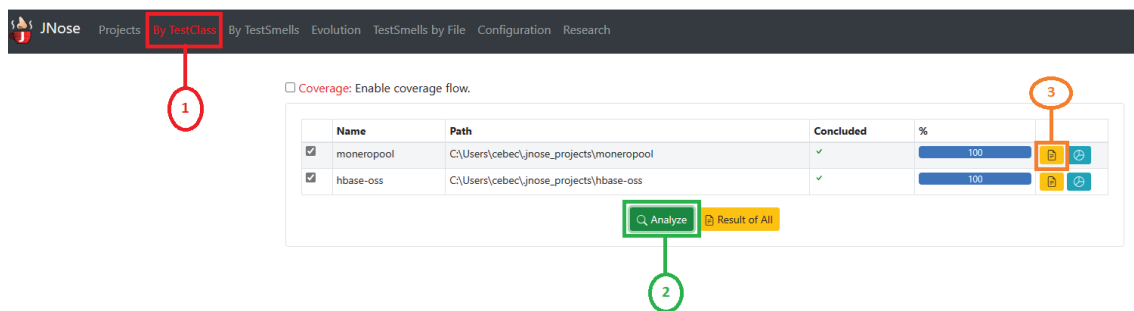 JNose Projects By TestClass By TestSmells Evolution TestSmells by File Configuration Research
1
Coverage: Enable coverage flow.
3
Name Path Concluded %
moneropool C:\Users\cebec\.jnose_projects\moneropool 100
hbase-oss C:\Users\cebec\.jnose_projects\hbase-oss 100
Analyze Result of All
2